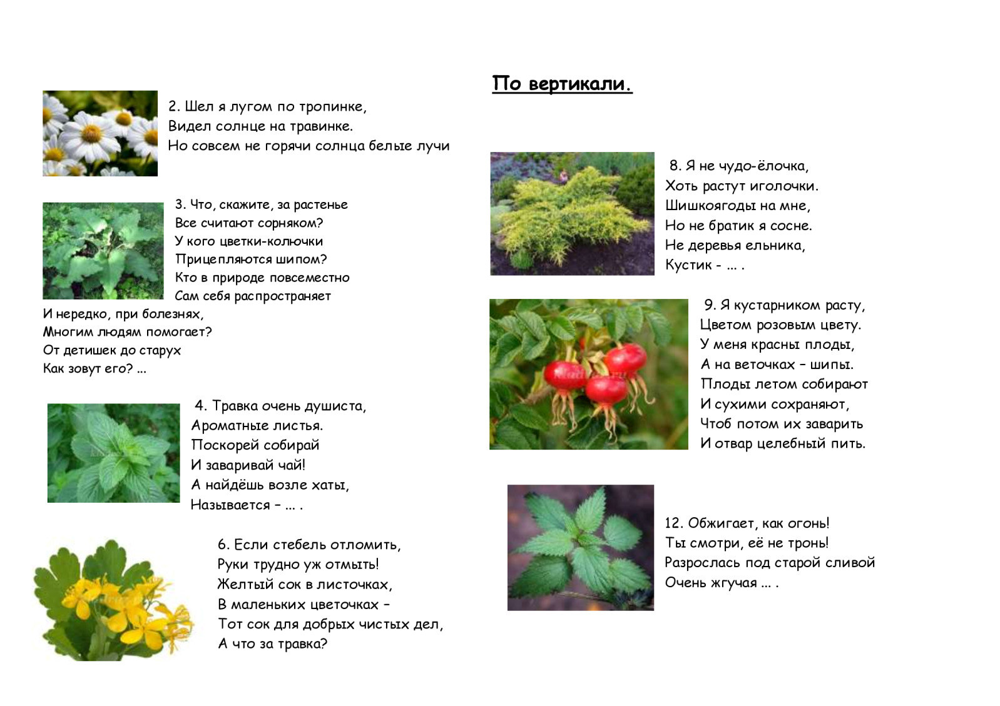 По вертикали.
2. Шел я лугом по тропинке,
Видел солнце на травинке.
Но совсем не горячи солнца белые лучи
3. Что, скажите, за растенье
Все считают сорняком?
У кого цветки-колючки
Прицепляются шипом?
Кто в природе повсеместно
Сам себя распространяет
И нередко, при болезнях,
Многим людям помогает?
От детишек до старух
Как зовут его? ...
4. Травка очень душиста,
Ароматные листья.
Поскорей собирай
И заваривай чай!
А найдёшь возле хаты,
Называется – ... .
6. Если стебель отломить,
Руки трудно уж отмыть!
Желтый сок в листочках,
В маленьких цветочках –
Тот сок для добрых чистых дел,
А что за травка?
8. Я не чудо-ёлочка,
Хоть растут иголочки.
Шишкоягоды на мне,
Но не братик я сосне.
Не деревья ельника,
Кустик - ... .
9. Я кустарником расту,
Цветом розовым цвету.
У меня красны плоды,
А на веточках – шипы.
Плоды летом собирают
И сухими сохраняют,
Чтоб потом их заварить
И отвар целебный пить.
12. Обжигает, как огонь!
Ты смотри, её не тронь!
Разрослась под старой сливой
Очень жгучая ... .